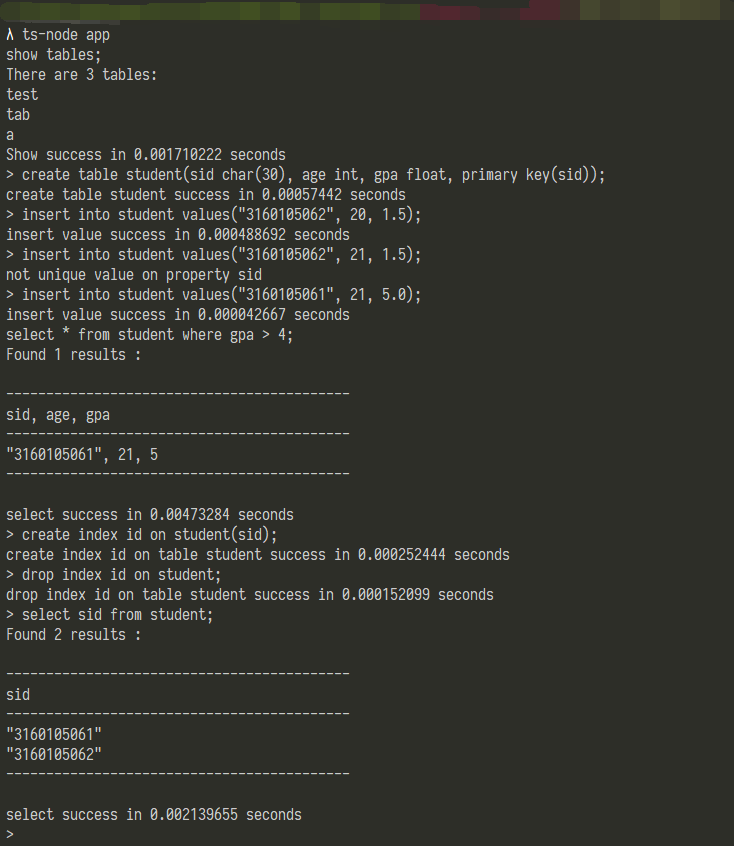 λ ts-node app
show tables;
There are 3 tables:
test
tab
a
Show success in 0.001710222 seconds
> create table student(sid char(30), age int, gpa float, primary key(sid));
create table student success in 0.00057442 seconds
> insert into student values("3160105062", 20, 1.5);
insert value success in 0.000488692 seconds
> insert into student values("3160105062", 21, 1.5);
not unique value on property sid
> insert into student values("3160105061", 21, 5.0);
insert value success in 0.000042667 seconds
select * from student where gpa > 4;
Found 1 results :
-------------------------------------------
sid, age, gpa
-------------------------------------------
"3160105061", 21, 5
-------------------------------------------
select success in 0.00473284 seconds
> create index id on student(sid);
create index id on table student success in 0.000252444 seconds
> drop index id on student;
drop index id on table student success in 0.000152099 seconds
> select sid from student;
Found 2 results :
-------------------------------------------
sid
-------------------------------------------
"3160105061"
"3160105062"
-------------------------------------------
select success in 0.002139655 seconds
>